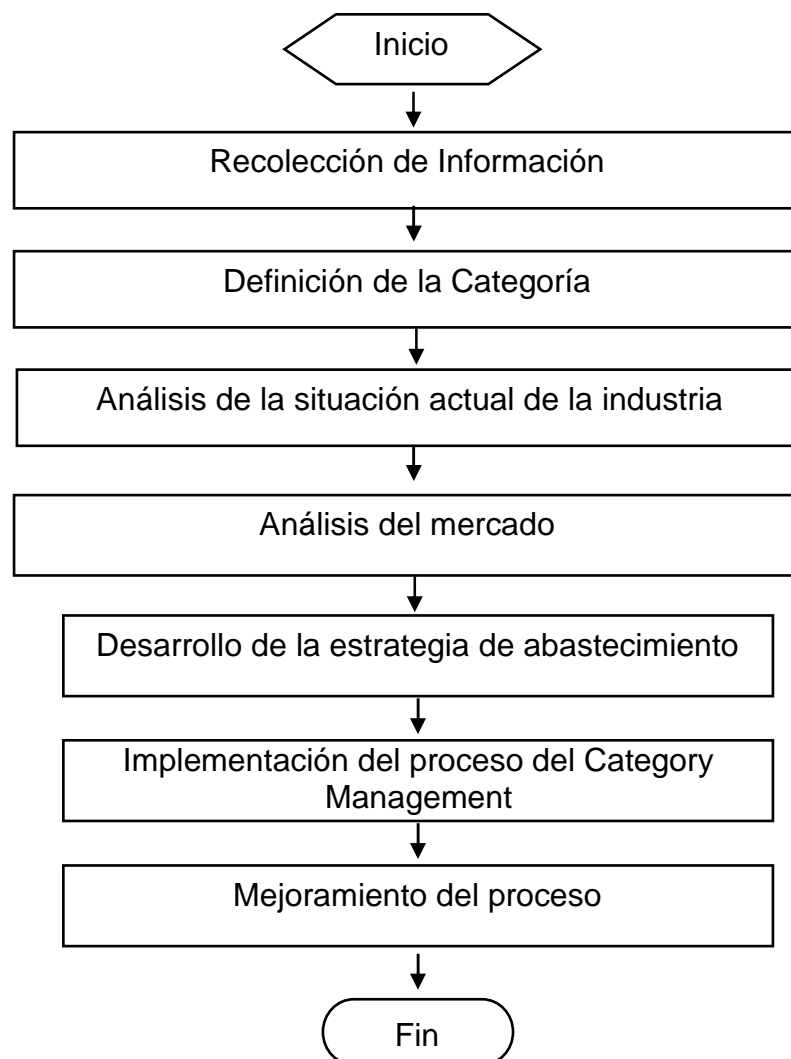 Inicio
Recolección de Información
Definición de la Categoría
Análisis de la situación actual de la industria
Análisis del mercado
Desarrollo de la estrategia de abastecimiento
Implementación del proceso del Category
Management
Mejoramiento del proceso
Fin